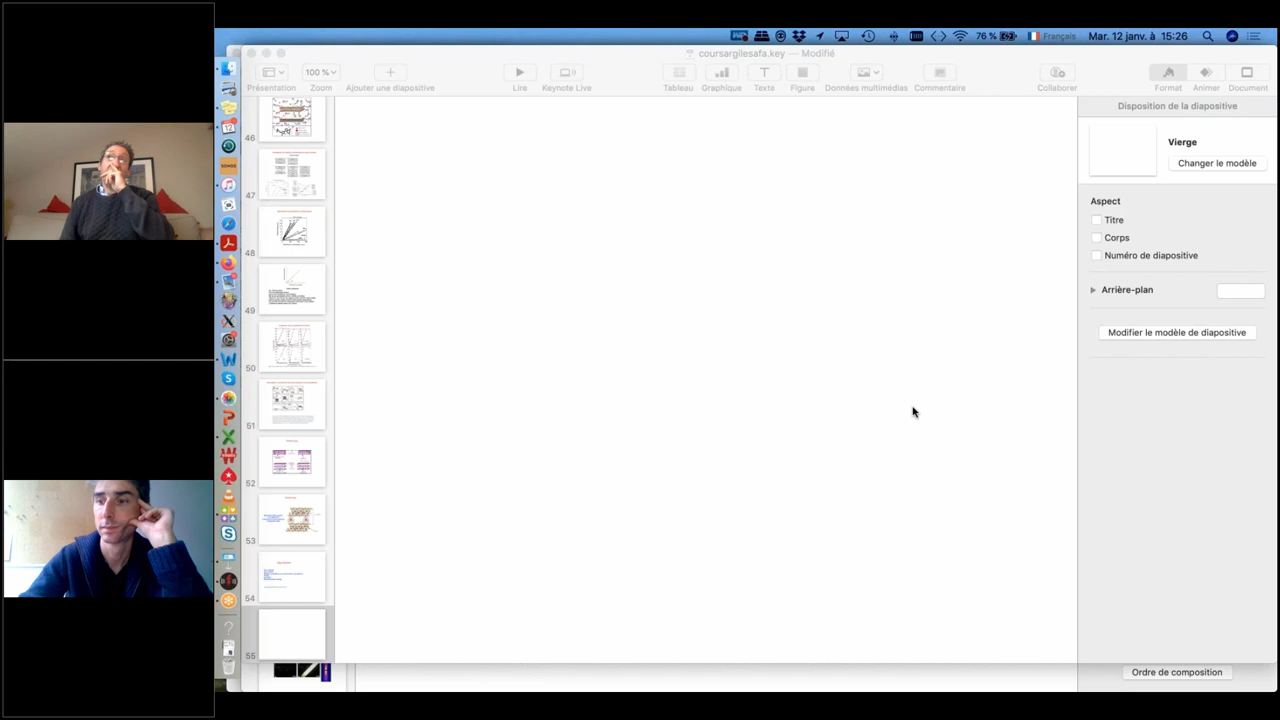 76 %
Français
Mar. 12 janv. à 15:26
coursargilesafa.key — Modifié
100 %
Présentation
Zoom
Ajouter une diapositive
Lire
Keynote Live
Tableau
Graphique
Texte
Figure
Données multimédias
Commentaire
Collaborer
Format
Animer
Document
Disposition de la diapositive
Vierge
Changer le modèle
Aspect
Titre
Corps
Numéro de diapositive
Arrière-plan
Modifier le modèle de diapositive
Ordre de composition
46
47
48
49
50
51
52
53
54
55
12
SONOS